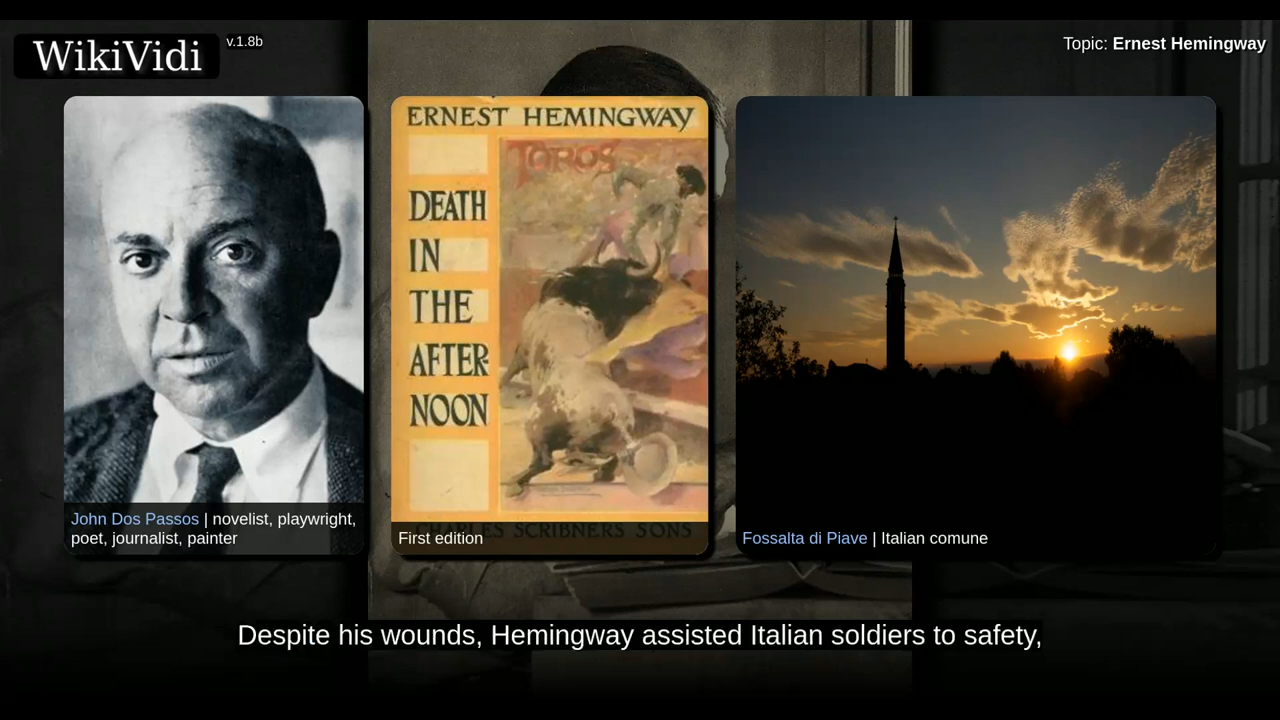 WikiVidi
v.1.8b
Topic: Ernest Hemingway
ERNEST HEMINGWAY
TOROS
DEATH
IN
THE
AFTER-
NOON
CHARLES SCRIBNERS SONS
John Dos Passos | novelist, playwright,
poet, journalist, painter
First edition
Fossalta di Piave | Italian comune
Despite his wounds, Hemingway assisted Italian soldiers to safety,